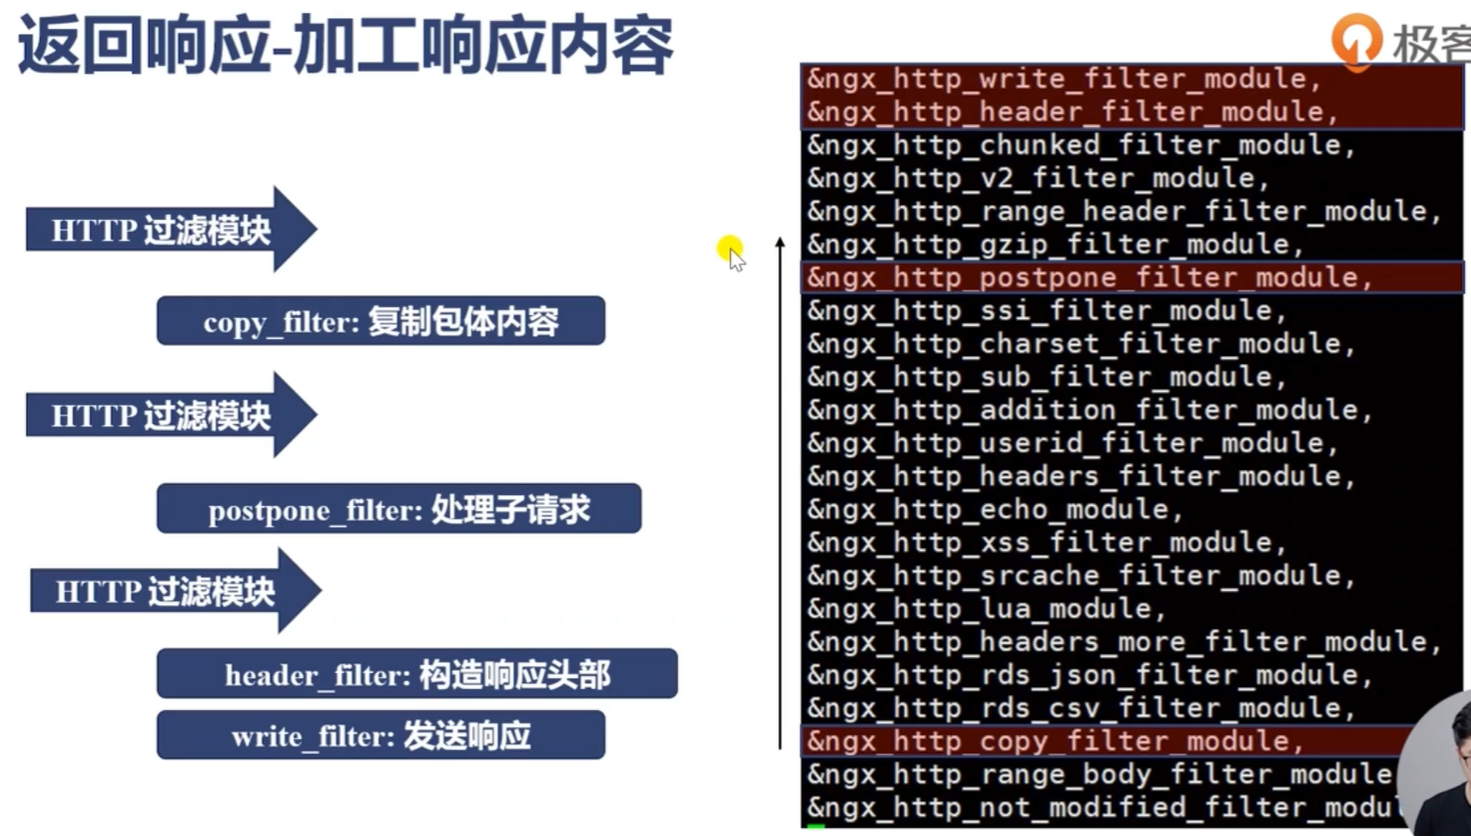 返回响应-加工响应内容
极客
HTTP 过滤模块
copy_filter: 复制包体内容
HTTP 过滤模块
postpone_filter: 处理子请求
HTTP 过滤模块
header_filter: 构造响应头部
write_filter: 发送响应
&ngx_http_write_filter_module,
&ngx_http_header_filter_module,
&ngx_http_chunked_filter_module,
&ngx_http_v2_filter_module,
&ngx_http_range_header_filter_module,
&ngx_http_gzip_filter_module,
&ngx_http_postpone_filter_module,
&ngx_http_ssi_filter_module,
&ngx_http_charset_filter_module,
&ngx_http_sub_filter_module,
&ngx_http_addition_filter_module,
&ngx_http_userid_filter_module,
&ngx_http_headers_filter_module,
&ngx_http_echo_module,
&ngx_http_xss_filter_module,
&ngx_http_srcache_filter_module,
&ngx_http_lua_module,
&ngx_http_headers_more_filter_module,
&ngx_http_rds_json_filter_module,
&ngx_http_rds_csv_filter_module,
&ngx_http_copy_filter_module,
&ngx_http_range_body_filter_module
&ngx_http_not_modified_filter_modu